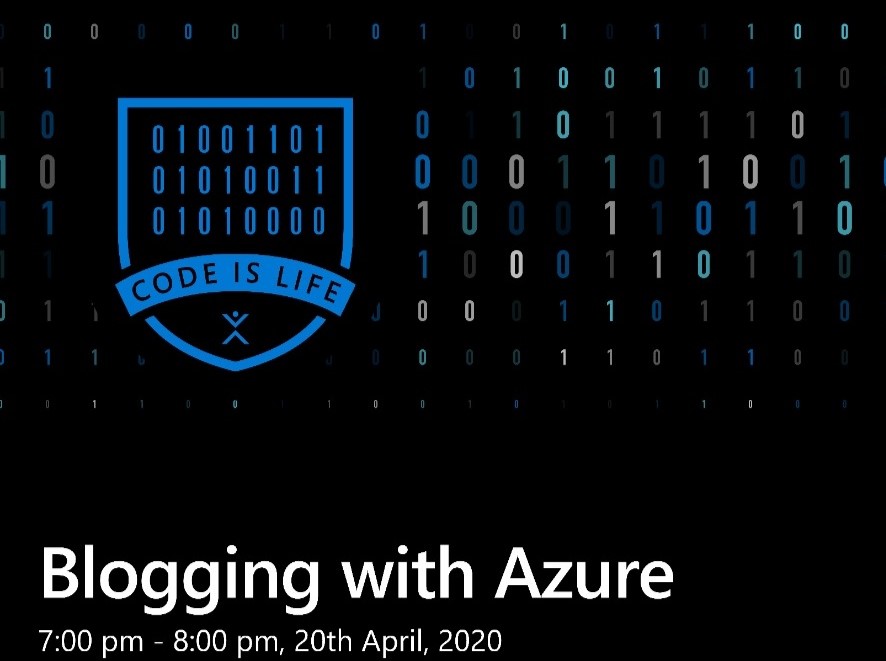 01001101
01010011
01010000
CODE IS LIFE
Blogging with Azure
7:00 pm - 8:00 pm, 20th April, 2020